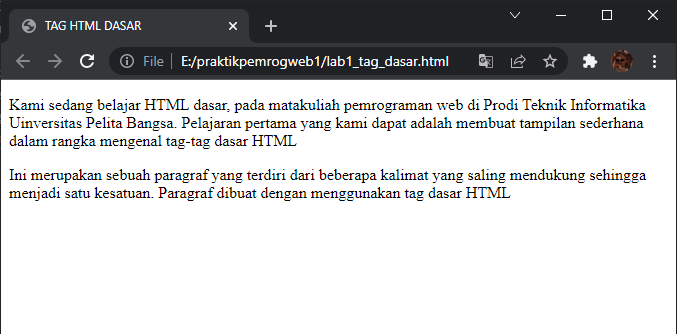 TAG HTML DASAR
File
E:/praktikpemrogweb1/lab1_tag_dasar.html
Kami sedang belajar HTML dasar, pada matakuliah pemrograman web di Prodi Teknik Informatika
Uinversitas Pelita Bangsa. Pelajaran pertama yang kami dapat adalah membuat tampilan sederhana
dalam rangka mengenal tag-tag dasar HTML
Ini merupakan sebuah paragraf yang terdiri dari beberapa kalimat yang saling mendukung sehingga
menjadi satu kesatuan. Paragraf dibuat dengan menggunakan tag dasar HTML